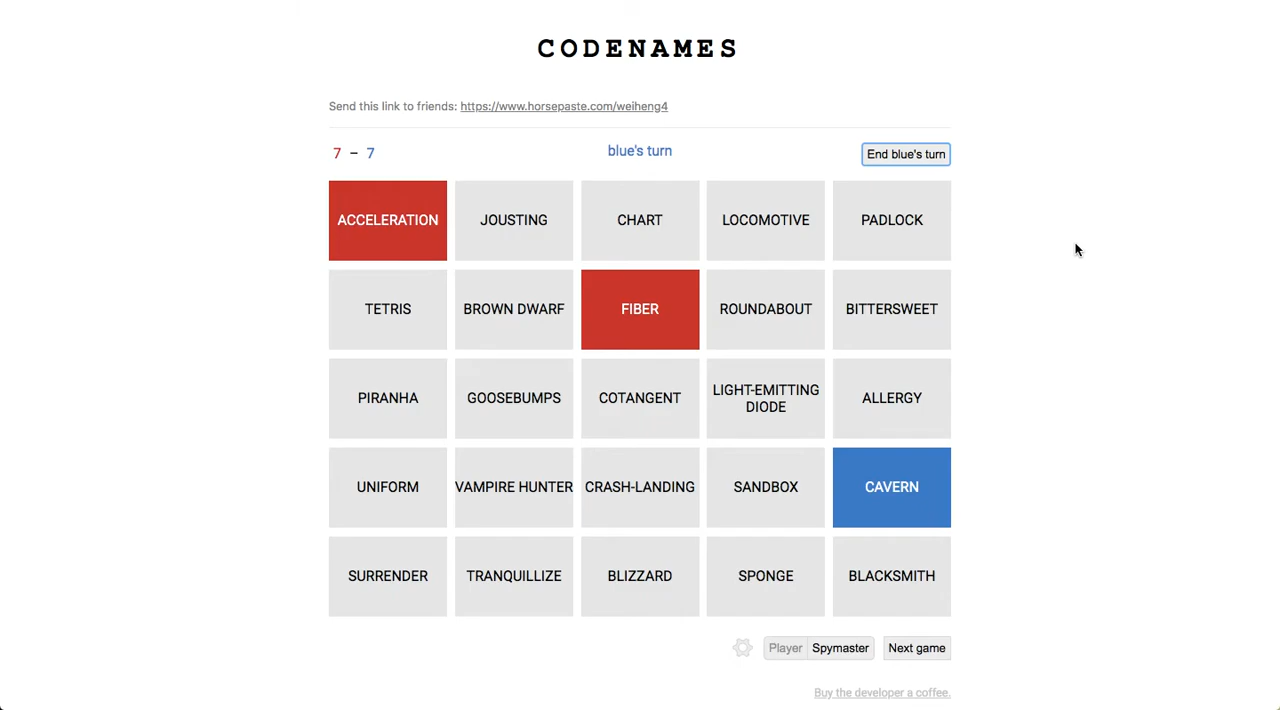 CODENAMES
Send this link to friends: https://www.horsepaste.com/weiheng4
7 – 7
blue's turn
End blue's turn
ACCELERATION
JOUSTING
CHART
LOCOMOTIVE
PADLOCK
TETRIS
BROWN DWARF
FIBER
ROUNDABOUT
BITTERSWEET
PIRANHA
GOOSEBUMPS
COTANGENT
LIGHT-EMITTING
DIODE
ALLERGY
UNIFORM
VAMPIRE HUNTER
CRASH-LANDING
SANDBOX
CAVERN
SURRENDER
TRANQUILLIZE
BLIZZARD
SPONGE
BLACKSMITH
Player
Spymaster
Next game
Buy the developer a coffee.